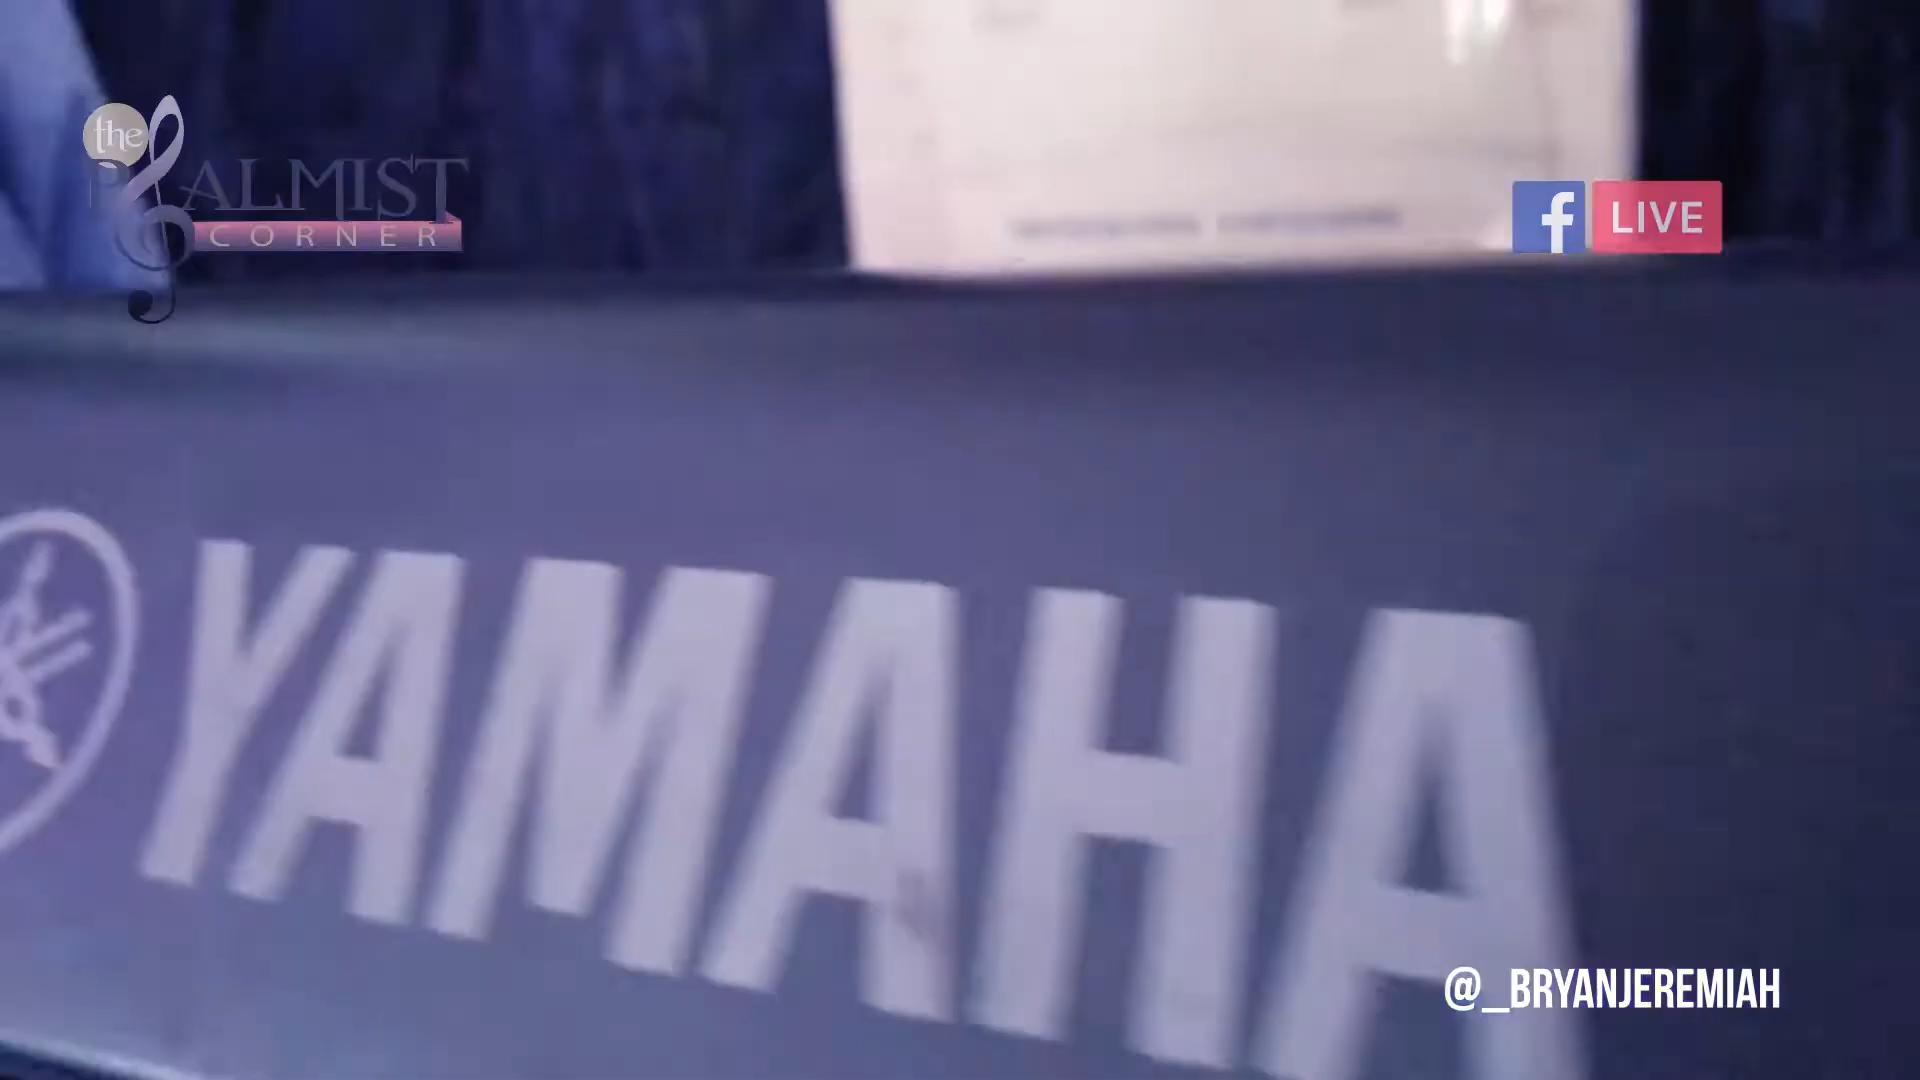 the
PSALMIST
CORNER
f LIVE
YAMAHA
@_BRYANJEREMIAH